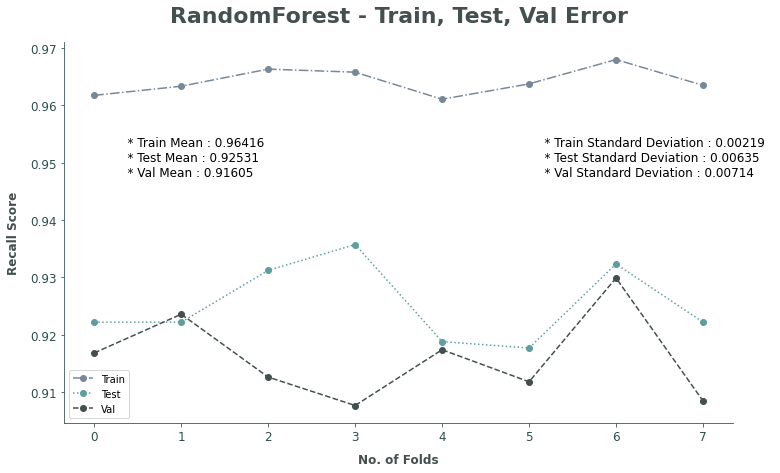 RandomForest - Train, Test, Val Error
0.97
0.96
0.95
0.94
0.93
0.92
0.91
Recall Score
* Train Mean : 0.96416
* Test Mean : 0.92531
* Val Mean : 0.91605
* Train Standard Deviation : 0.00219
* Test Standard Deviation : 0.00635
* Val Standard Deviation : 0.00714
Train
Test
Val
0 1 2 3 4 5 6 7
No. of Folds